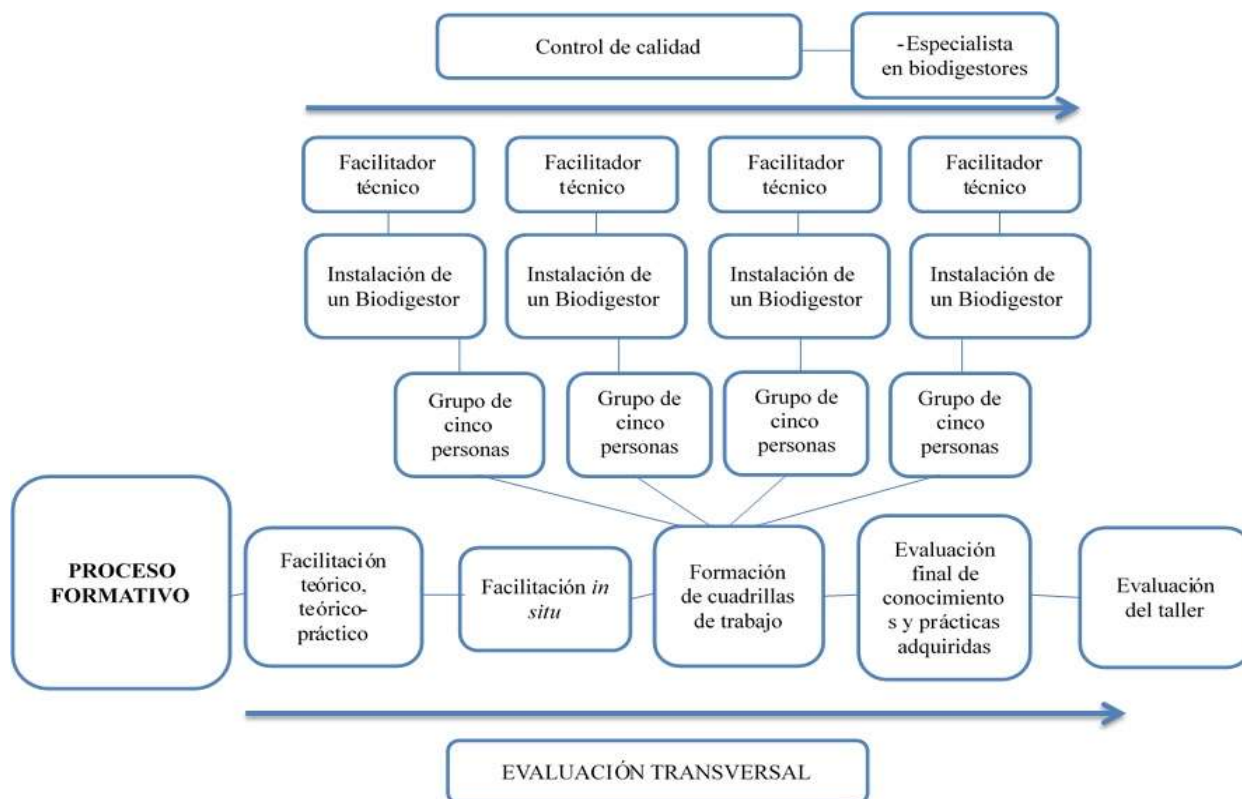 Control de calidad
-Especialista
en biodigestores
Facilitador
técnico
Facilitador
técnico
Facilitador
técnico
Facilitador
técnico
Instalación de
un Biodigestor
Instalación de
un Biodigestor
Instalación de
un Biodigestor
Instalación de
un Biodigestor
Grupo de
cinco
personas
Grupo de
cinco
personas
Grupo de
cinco
personas
Grupo de
cinco
personas
PROCESO
FORMATIVO
Facilitación
teórico,
teórico-
práctico
Facilitación in
situ
Formación
de cuadrillas
de trabajo
Evaluación
final de
conocimiento
s y prácticas
adquiridas
Evaluación
del taller
EVALUACIÓN TRANSVERSAL